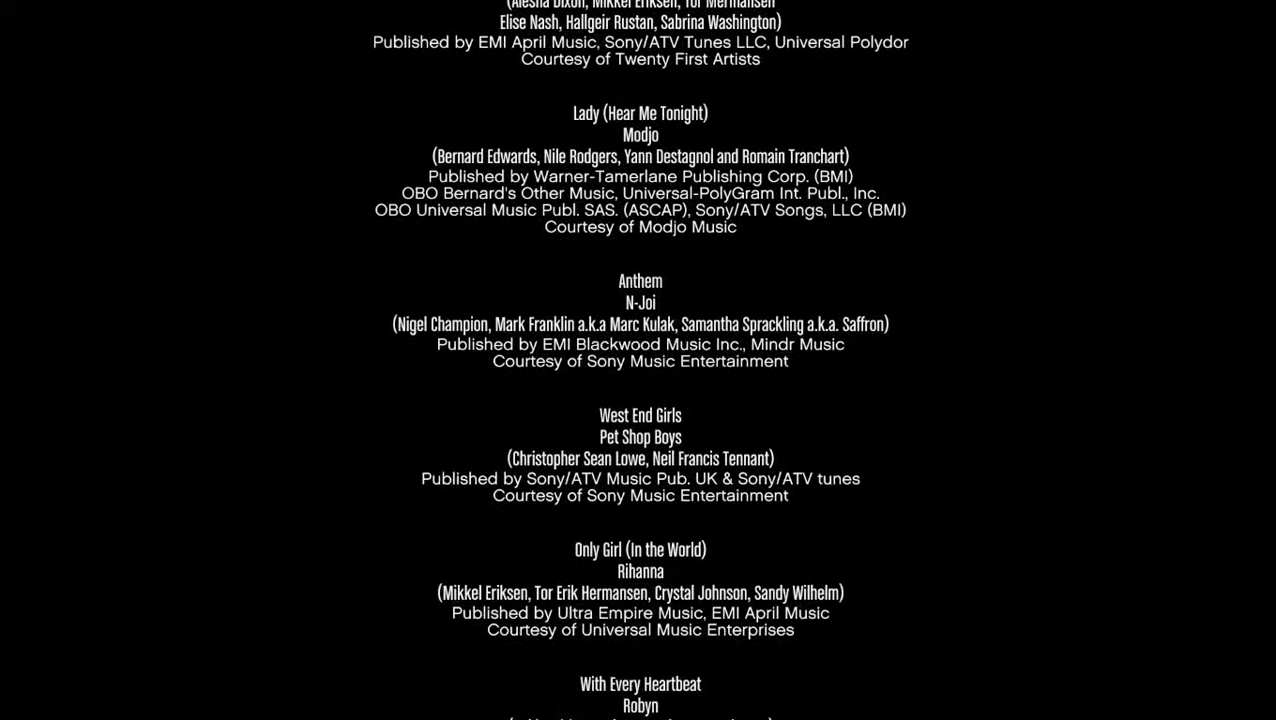 (Alesha Dixon, Mikkel Eriksen, Tor Hermansen
Elise Nash, Hallgeir Rustan, Sabrina Washington)
Published by EMI April Music, Sony/ATV Tunes LLC, Universal Polydor
Courtesy of Twenty First Artists
Lady (Hear Me Tonight)
Modjo
(Bernard Edwards, Nile Rodgers, Yann Destagnol and Romain Tranchart)
Published by Warner-Tamerlane Publishing Corp. (BMI)
OBO Bernard's Other Music, Universal-PolyGram Int. Publ., Inc.
OBO Universal Music Publ. SAS. (ASCAP), Sony/ATV Songs, LLC (BMI)
Courtesy of Modjo Music
Anthem
N-Joi
(Nigel Champion, Mark Franklin a.k.a Marc Kulak, Samantha Sprackling a.k.a. Saffron)
Published by EMI Blackwood Music Inc., Mindr Music
Courtesy of Sony Music Entertainment
West End Girls
Pet Shop Boys
(Christopher Sean Lowe, Neil Francis Tennant)
Published by Sony/ATV Music Pub. UK & Sony/ATV tunes
Courtesy of Sony Music Entertainment
Only Girl (In the World)
Rihanna
(Mikkel Eriksen, Tor Erik Hermansen, Crystal Johnson, Sandy Wilhelm)
Published by Ultra Empire Music, EMI April Music
Courtesy of Universal Music Enterprises
With Every Heartbeat
Robyn